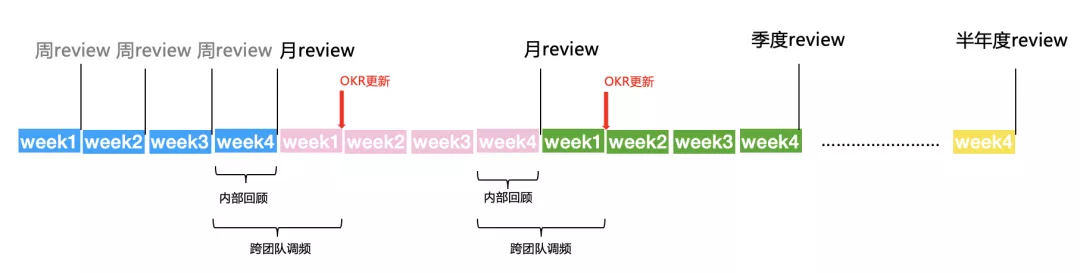 周review 周review 周review 月review
月review
季度review
半年度review
OKR更新
OKR更新
week1 week2 week3 week4 week1 week2 week3 week4 week1 week2 week3 week4 ........................ week4
内部回顾
内部回顾
跨团队调频
跨团队调频